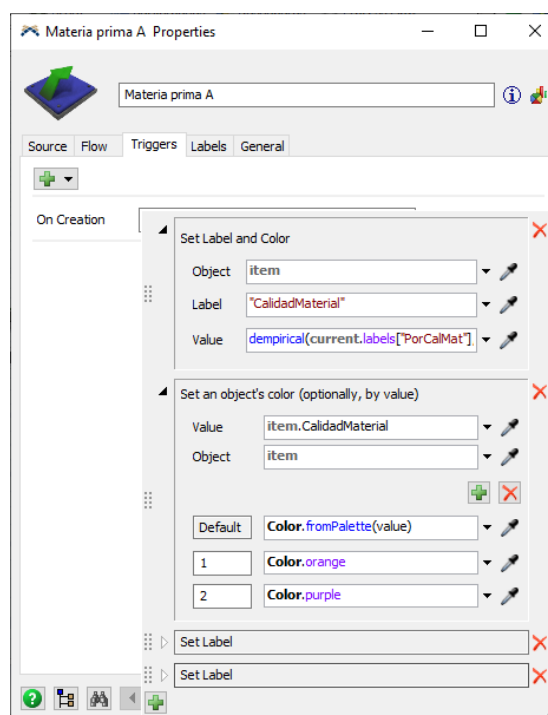 Materia prima A Properties
Materia prima A
Source Flow Triggers Labels General
On Creation
Set Label and Color
Object item
Label "CalidadMaterial"
Value dempirical(current.labels["PorCalMat"],
Set an object's color (optionally, by value)
Value item.CalidadMaterial
Object item
Default Color.fromPalette(value)
1 Color.orange
2 Color.purple
Set Label
Set Label